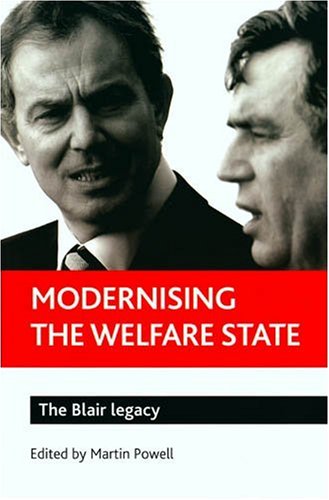 MODERNISING
THE WELFARE STATE
The Blair legacy
Edited by Martin Powell